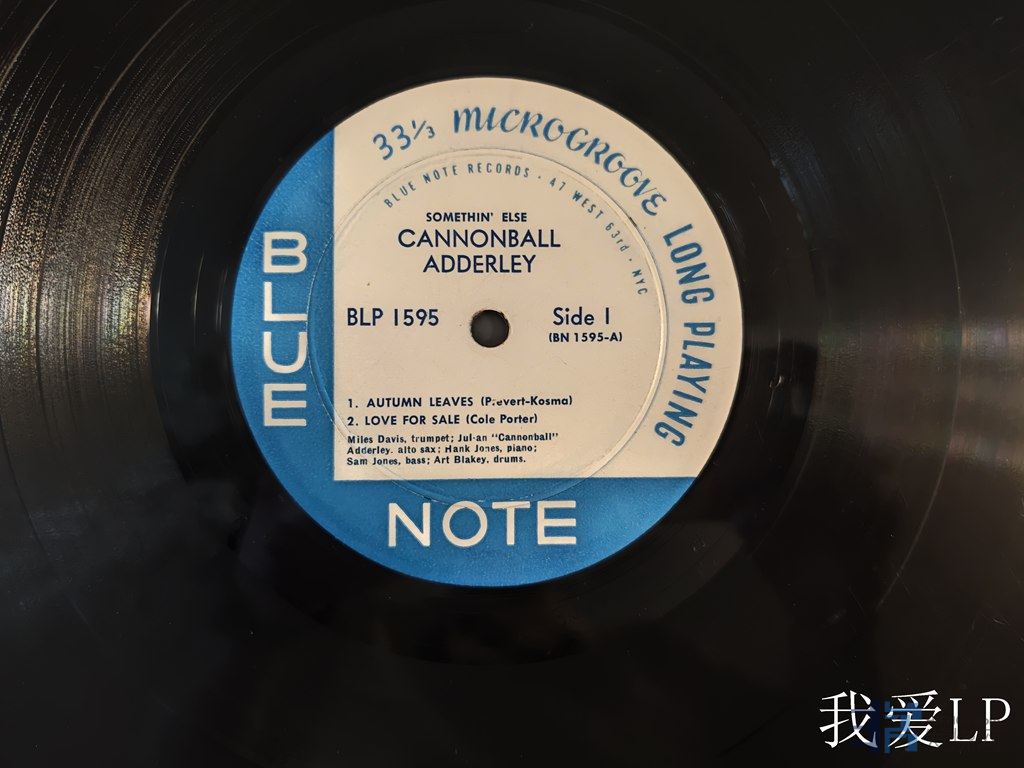 33⅓ MICROGROOVE LONG PLAYING
BLUE NOTE RECORDS · 47 WEST 63rd · NYC
SOMETHIN' ELSE
CANNONBALL
ADDERLEY
BLP 1595
Side 1
(BN 1595-A)
1. AUTUMN LEAVES (Prevert-Kosma)
2. LOVE FOR SALE (Cole Porter)
Miles Davis, trumpet; Julian "Cannonball"
Adderley, alto sax; Hank Jones, piano;
Sam Jones, bass; Art Blakey, drums.
BLUE
NOTE
我爱LP